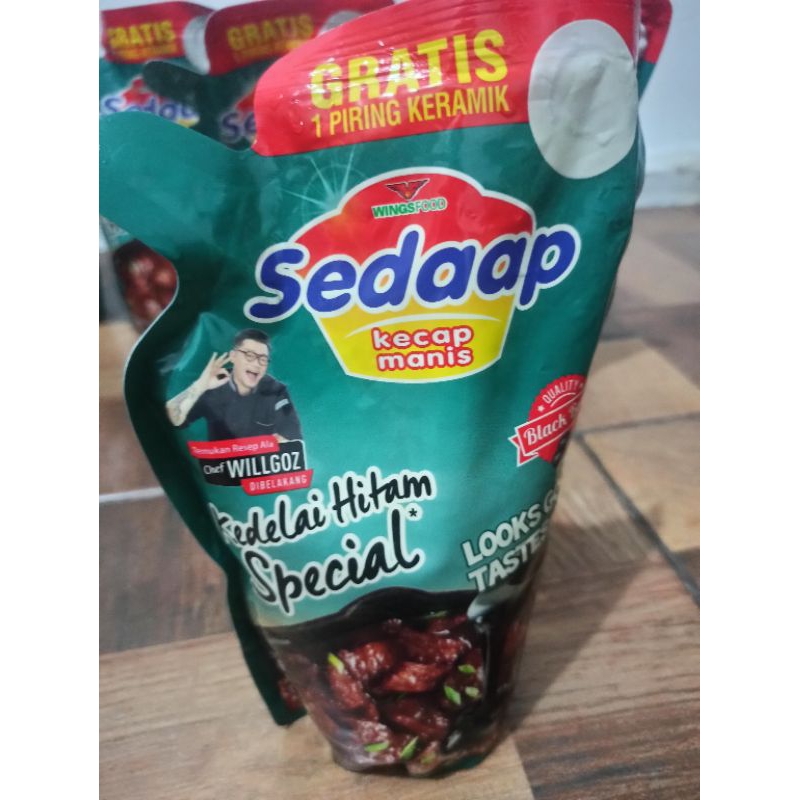 GRATIS
GRATIS
GRATIS
1 PIRING KERAMIK
WINGSFOOD
Sedaap
kecap
manis
QUALITY
Black
Temukan Resep Ala
Chef WILLGOZ
DIBELAKANG
Kedelai Hitam
Special*
LOOKS
TASTES